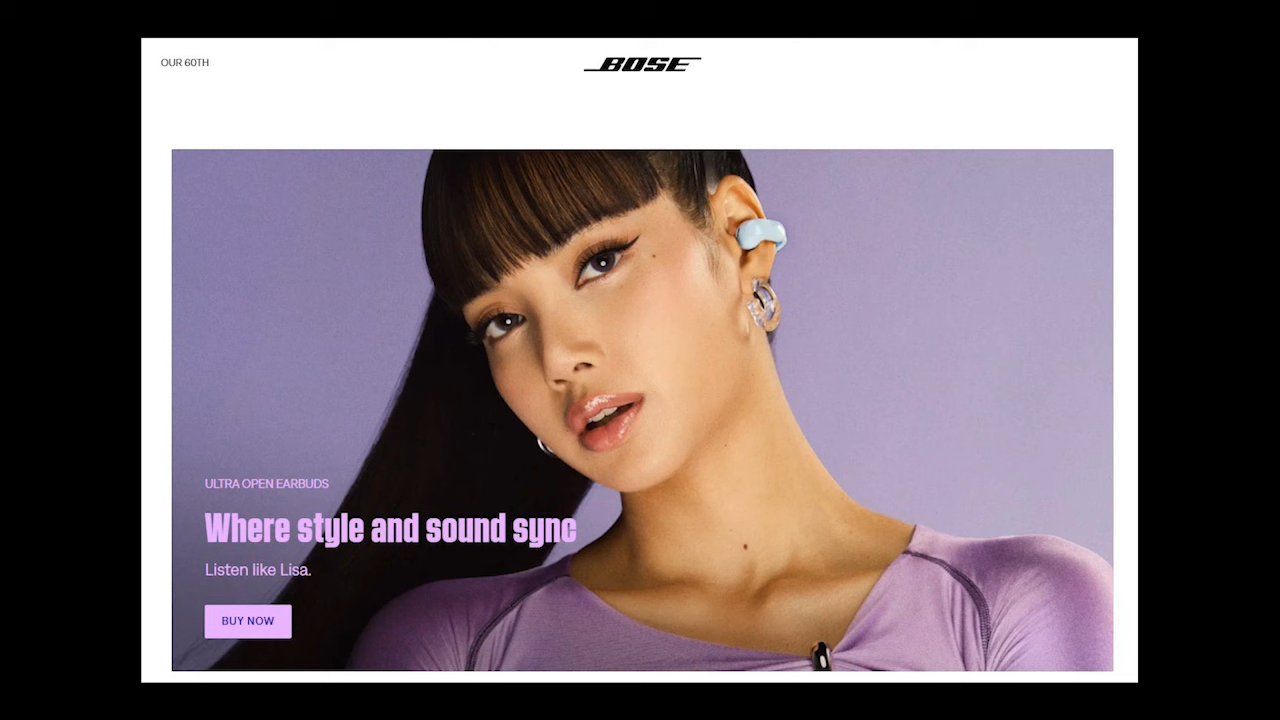 OUR 60TH
BOSE
ULTRA OPEN EARBUDS
Where style and sound sync
Listen like Lisa.
BUY NOW